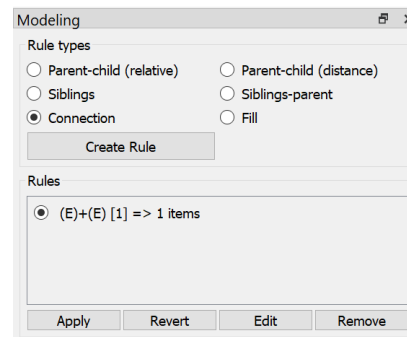 Modeling
Rule types
Parent-child (relative) Parent-child (distance)
Siblings Siblings-parent
Connection Fill
Create Rule
Rules
(E)+(E) [1] => 1 items
Apply Revert Edit Remove